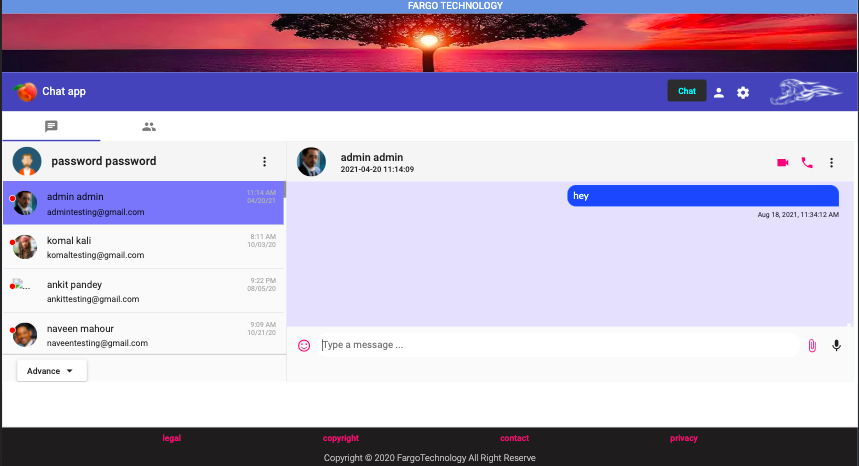 FARGO TECHNOLOGY
Chat app
Chat
password password
admin admin
11:14 AM
admintesting@gmail.com
04/20/21
komal kali
8:11 AM
komaltesting@gmail.com
10/03/20
ankit pandey
9:22 PM
ankittesting@gmail.com
08/05/20
naveen mahour
9:09 AM
naveentesting@gmail.com
10/21/20
Advance
admin admin
2021-04-20 11:14:09
hey
Aug 18, 2021, 11:34:12 AM
Type a message ...
legal
copyright
contact
privacy
Copyright © 2020 FargoTechnology All Right Reserve